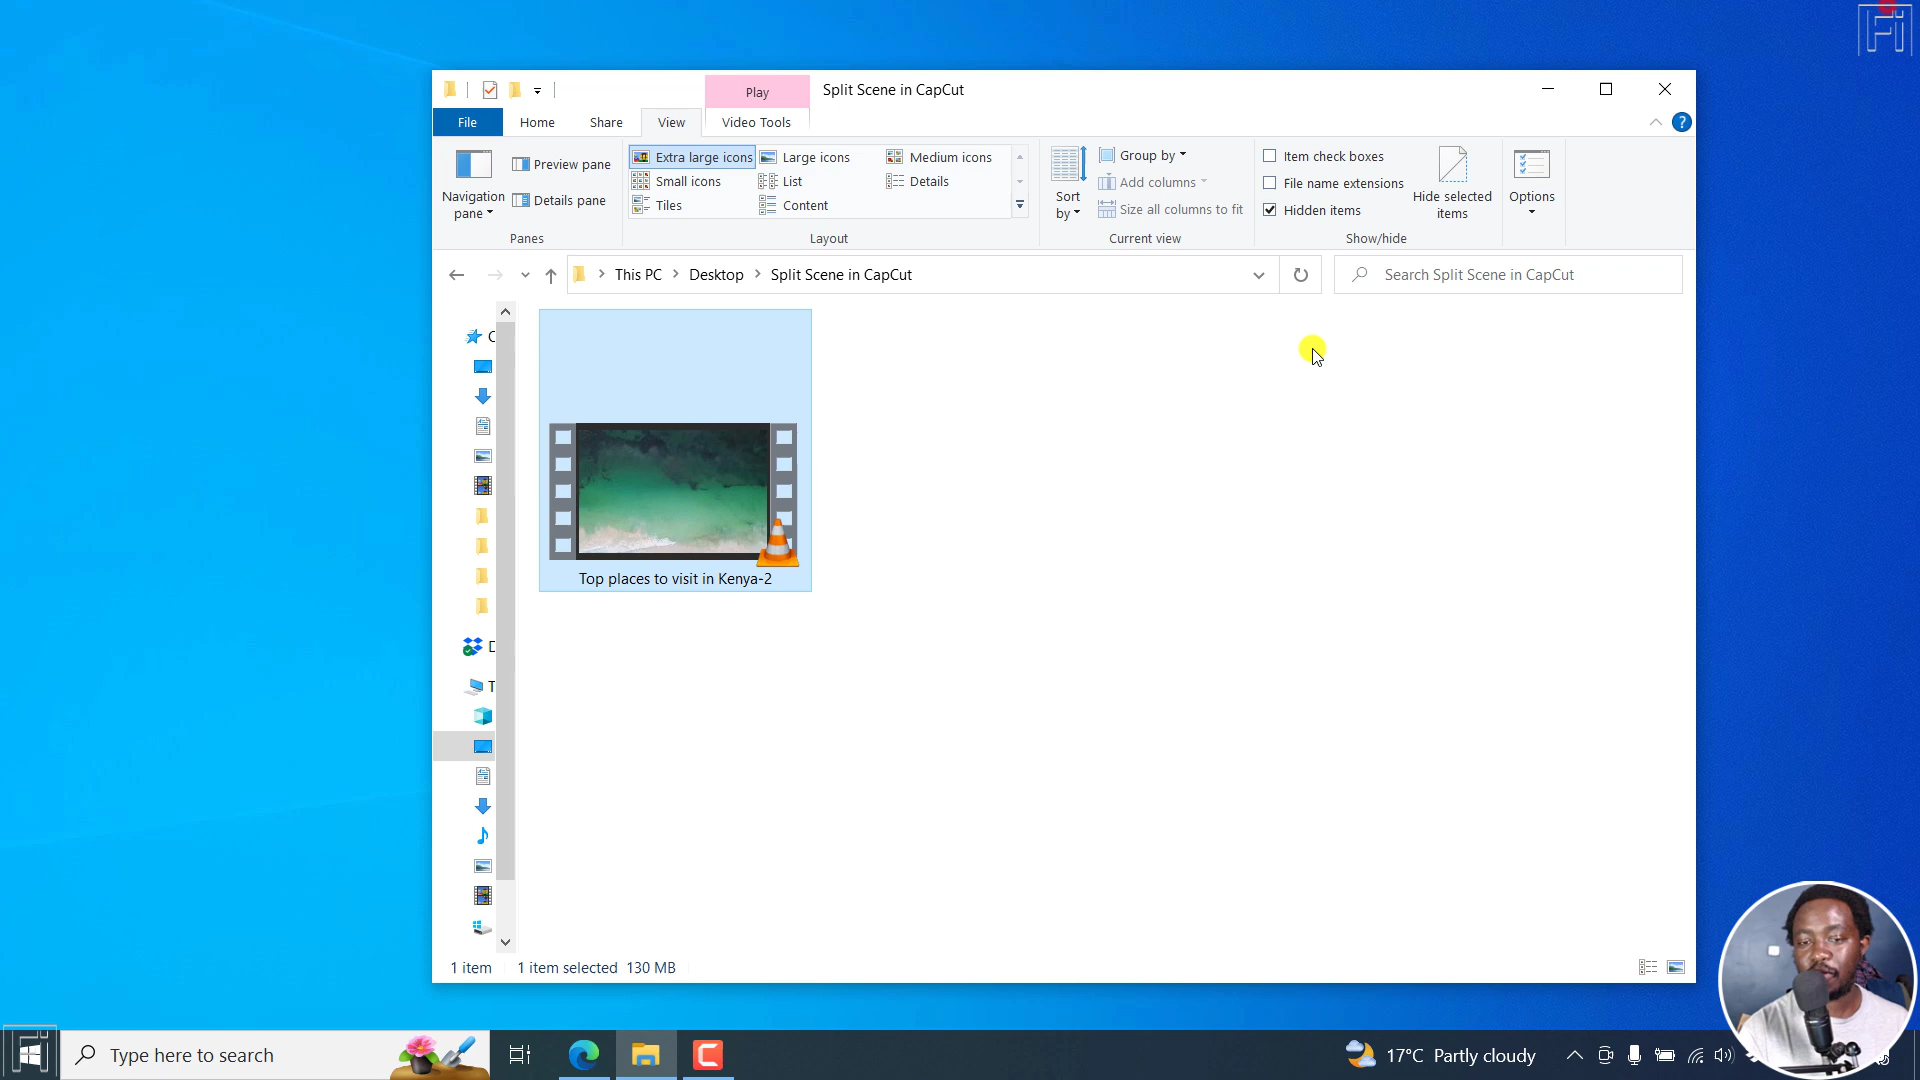 Fi
Play
Split Scene in CapCut
File
Home
Share
View
Video Tools
Navigation pane
Preview pane
Details pane
Panes
Extra large icons
Large icons
Medium icons
Small icons
List
Details
Tiles
Content
Layout
Sort by
Group by
Add columns
Size all columns to fit
Current view
Item check boxes
File name extensions
Hidden items
Hide selected items
Show/hide
Options
This PC
Desktop
Split Scene in CapCut
Search Split Scene in CapCut
Top places to visit in Kenya-2
1 item
1 item selected
130 MB
Fi
Type here to search
17°C Partly cloudy